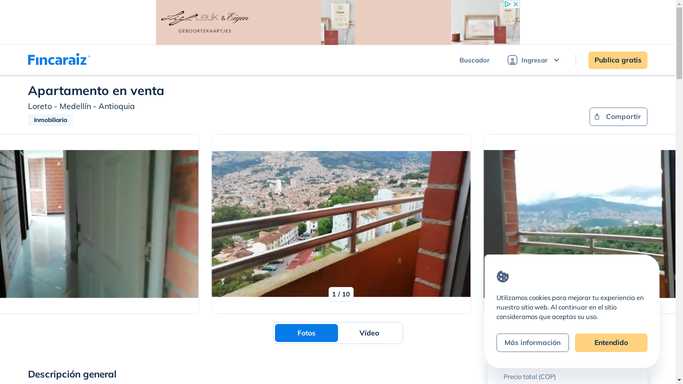 Leuk & Eigen
GEBOORTEKAARTJES
Fincaraiz
Buscador
Ingresar
Publica gratis
Apartamento en venta
Loreto - Medellín - Antioquia
Inmobiliaria
Compartir
1 / 10
Fotos
Vídeo
Utilizamos cookies para mejorar tu experiencia en
nuestro sitio web. Al continuar en el sitio
consideramos que aceptas su uso.
Más información
Entendido
Descripción general
Precio total (COP)